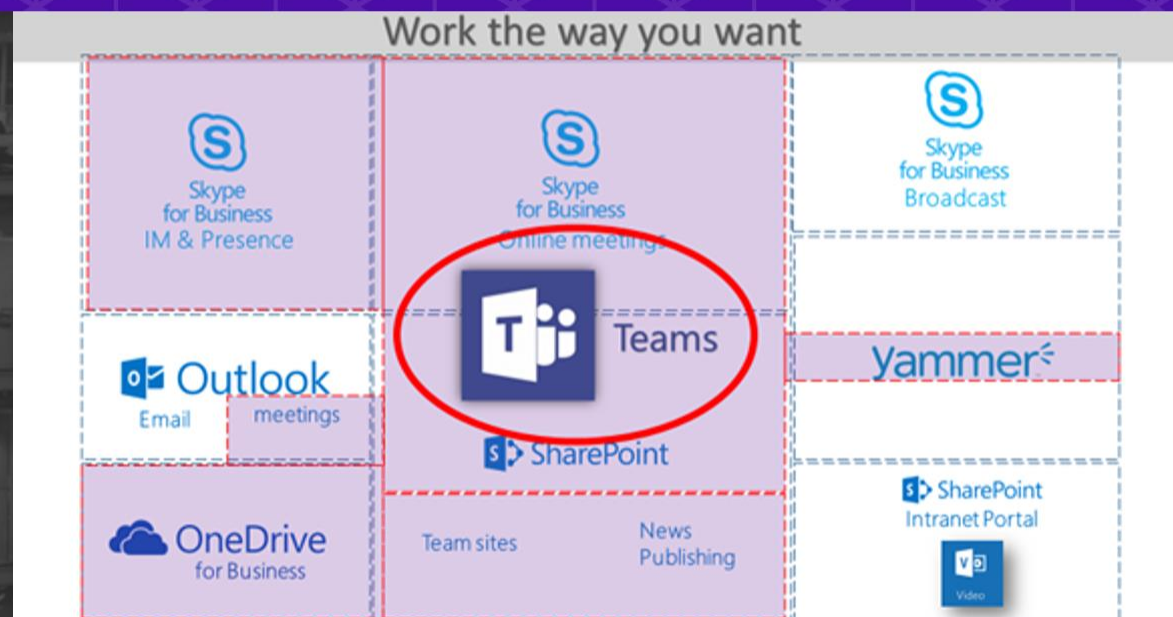 Work the way you want
Skype
for Business
IM & Presence
Skype
for Business
Online meetings
Skype
for Business
Broadcast
Outlook
Email
meetings
T
Teams
yammer
SharePoint
OneDrive
for Business
Team sites
News
Publishing
SharePoint
Intranet Portal
Video